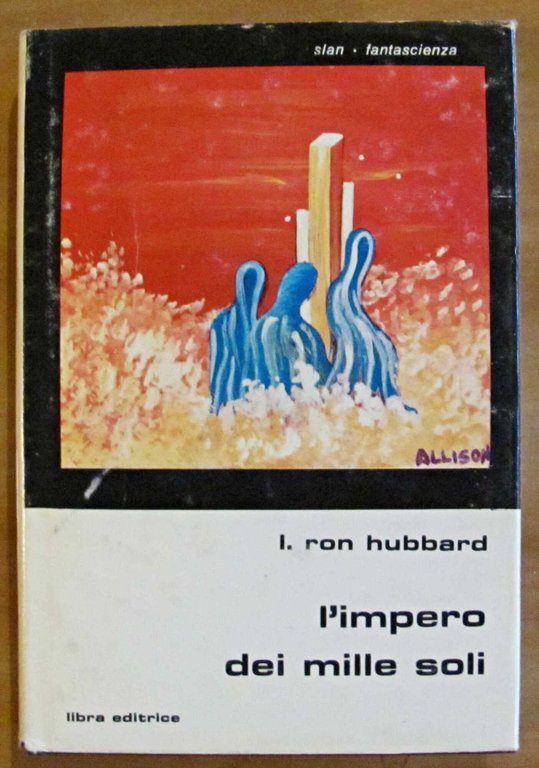 slan · fantascienza
ALLISON
l. ron hubbard
l'impero
dei mille soli
libra editrice